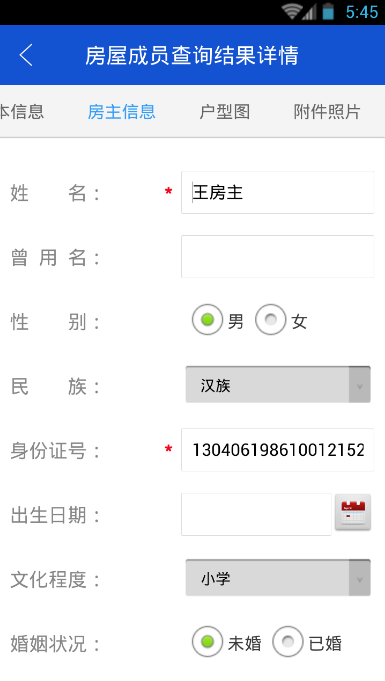 5:45
房屋成员查询结果详情
本信息 房主信息 户型图 附件照片
姓 名： * 王房主
曾 用 名：
性 别： 男 女
民 族： 汉族
身份证号： * 130406198610012152
出生日期：
文化程度： 小学
婚姻状况： 未婚 已婚